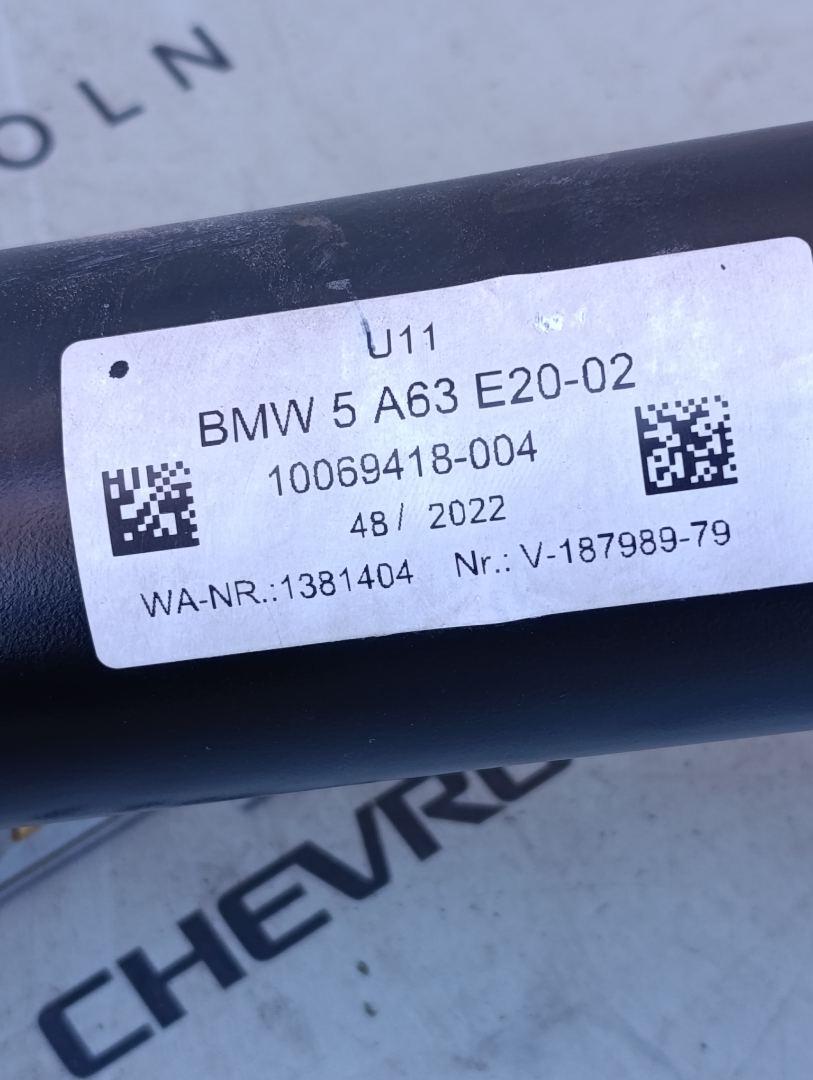 OLN
U11
BMW 5 A63 E20-02
10069418-004
48/ 2022
WA-NR.:1381404 Nr.: V-187989-79
CHEVRO